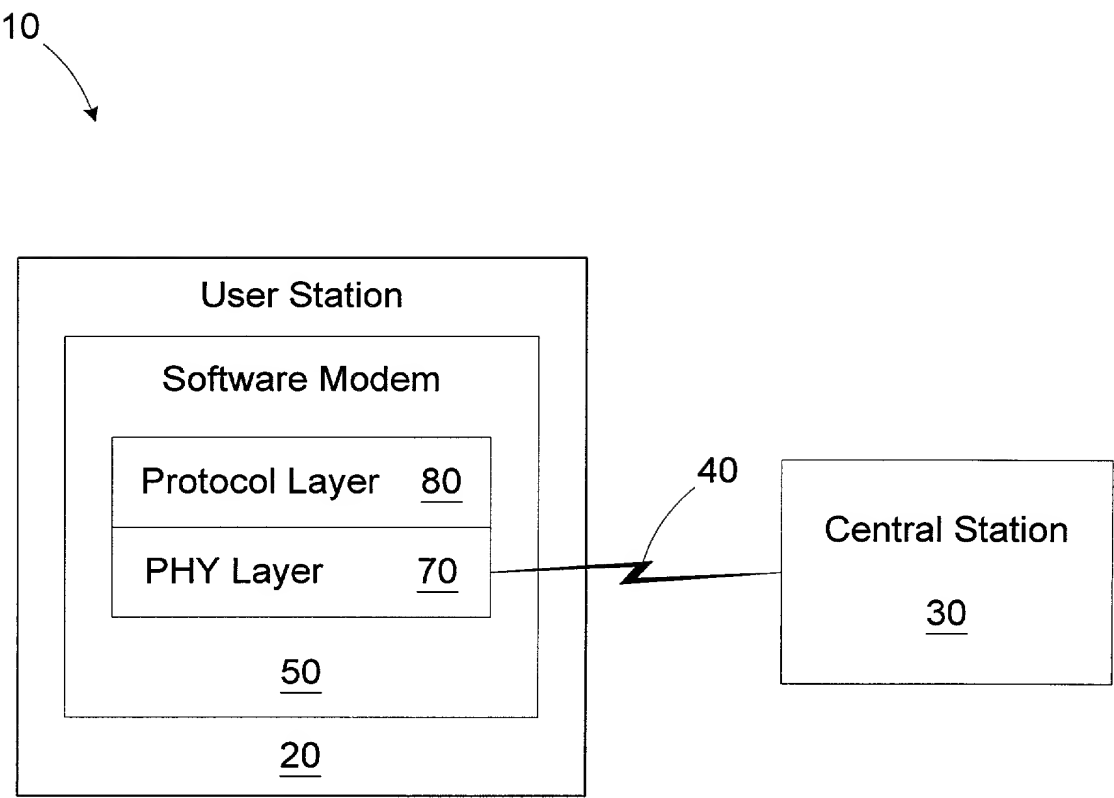 10
User Station
Software Modem
Protocol Layer 80
PHY Layer 70
50
20
40
Central Station
30